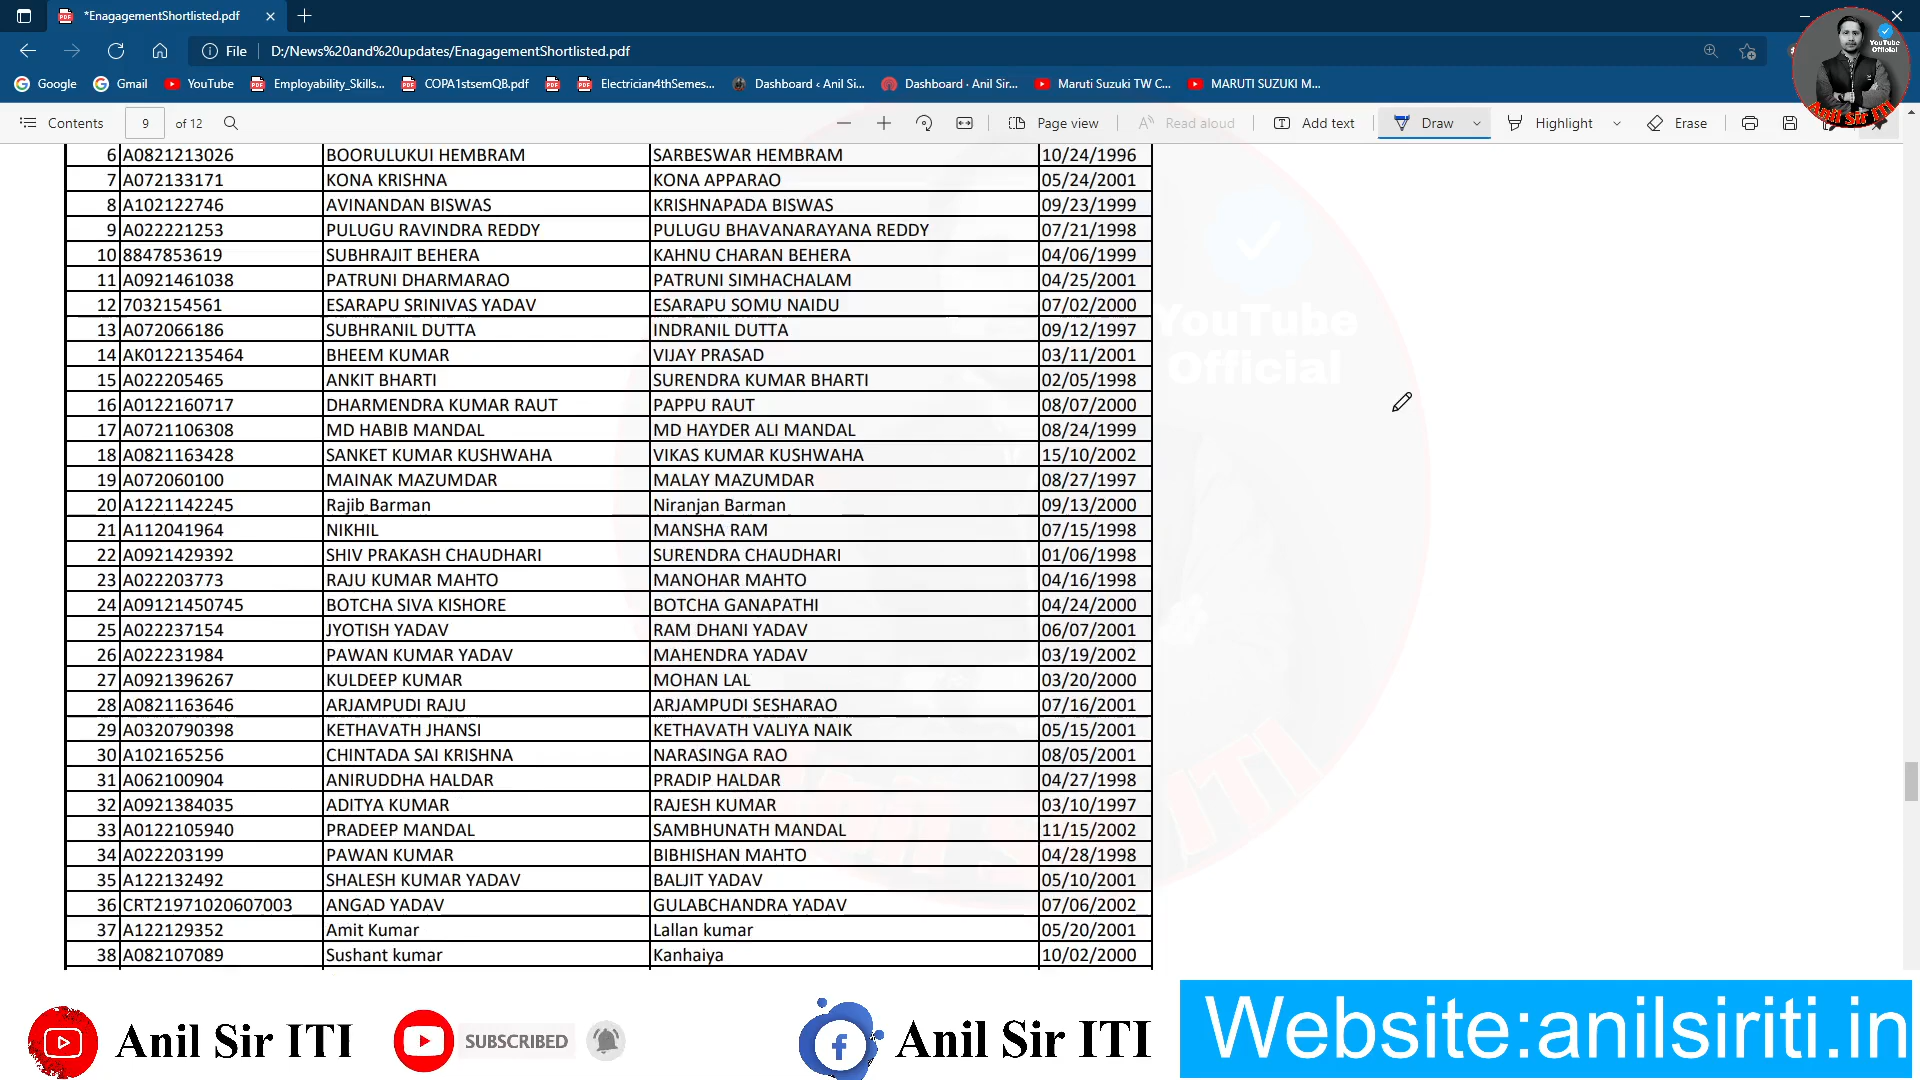 *EnagagementShortlisted.pdf
File D:/News%20and%20updates/EnagagementShortlisted.pdf
Google Gmail YouTube Employability_Skills... COPA1stsemQB.pdf Electrician4thSemes... Dashboard ‹ Anil Si... Dashboard · Anil Sir... Maruti Suzuki TW C... MARUTI SUZUKI M...
YouTube
Official
Anil Sir ITI
Contents 9 of 12 Page view Read aloud Add text Draw Highlight Erase
6 A0821213026 BOORULUKUI HEMBRAM SARBESWAR HEMBRAM 10/24/1996
7 A072133171 KONA KRISHNA KONA APPARAO 05/24/2001
8 A102122746 AVINANDAN BISWAS KRISHNAPADA BISWAS 09/23/1999
9 A022221253 PULUGU RAVINDRA REDDY PULUGU BHAVANARAYANA REDDY 07/21/1998
10 8847853619 SUBHRAJIT BEHERA KAHNU CHARAN BEHERA 04/06/1999
11 A0921461038 PATRUNI DHARMARAO PATRUNI SIMHACHALAM 04/25/2001
12 7032154561 ESARAPU SRINIVAS YADAV ESARAPU SOMU NAIDU 07/02/2000
13 A072066186 SUBHRANIL DUTTA INDRANIL DUTTA 09/12/1997
14 AK0122135464 BHEEM KUMAR VIJAY PRASAD 03/11/2001
15 A022205465 ANKIT BHARTI SURENDRA KUMAR BHARTI 02/05/1998
16 A0122160717 DHARMENDRA KUMAR RAUT PAPPU RAUT 08/07/2000
17 A0721106308 MD HABIB MANDAL MD HAYDER ALI MANDAL 08/24/1999
18 A0821163428 SANKET KUMAR KUSHWAHA VIKAS KUMAR KUSHWAHA 15/10/2002
19 A072060100 MAINAK MAZUMDAR MALAY MAZUMDAR 08/27/1997
20 A1221142245 Rajib Barman Niranjan Barman 09/13/2000
21 A112041964 NIKHIL MANSHA RAM 07/15/1998
22 A0921429392 SHIV PRAKASH CHAUDHARI SURENDRA CHAUDHARI 01/06/1998
23 A022203773 RAJU KUMAR MAHTO MANOHAR MAHTO 04/16/1998
24 A09121450745 BOTCHA SIVA KISHORE BOTCHA GANAPATHI 04/24/2000
25 A022237154 JYOTISH YADAV RAM DHANI YADAV 06/07/2001
26 A022231984 PAWAN KUMAR YADAV MAHENDRA YADAV 03/19/2002
27 A0921396267 KULDEEP KUMAR MOHAN LAL 03/20/2000
28 A0821163646 ARJAMPUDI RAJU ARJAMPUDI SESHARAO 07/16/2001
29 A0320790398 KETHAVATH JHANSI KETHAVATH VALIYA NAIK 05/15/2001
30 A102165256 CHINTADA SAI KRISHNA NARASINGA RAO 08/05/2001
31 A062100904 ANIRUDDHA HALDAR PRADIP HALDAR 04/27/1998
32 A0921384035 ADITYA KUMAR RAJESH KUMAR 03/10/1997
33 A0122105940 PRADEEP MANDAL SAMBHUNATH MANDAL 11/15/2002
34 A022203199 PAWAN KUMAR BIBHISHAN MAHTO 04/28/1998
35 A122132492 SHALESH KUMAR YADAV BALJIT YADAV 05/10/2001
36 CRT21971020607003 ANGAD YADAV GULABCHANDRA YADAV 07/06/2002
37 A122129352 Amit Kumar Lallan kumar 05/20/2001
38 A082107089 Sushant kumar Kanhaiya 10/02/2000
YouTube
Official
Anil Sir ITI SUBSCRIBED Anil Sir ITI Website:anilsiriti.in